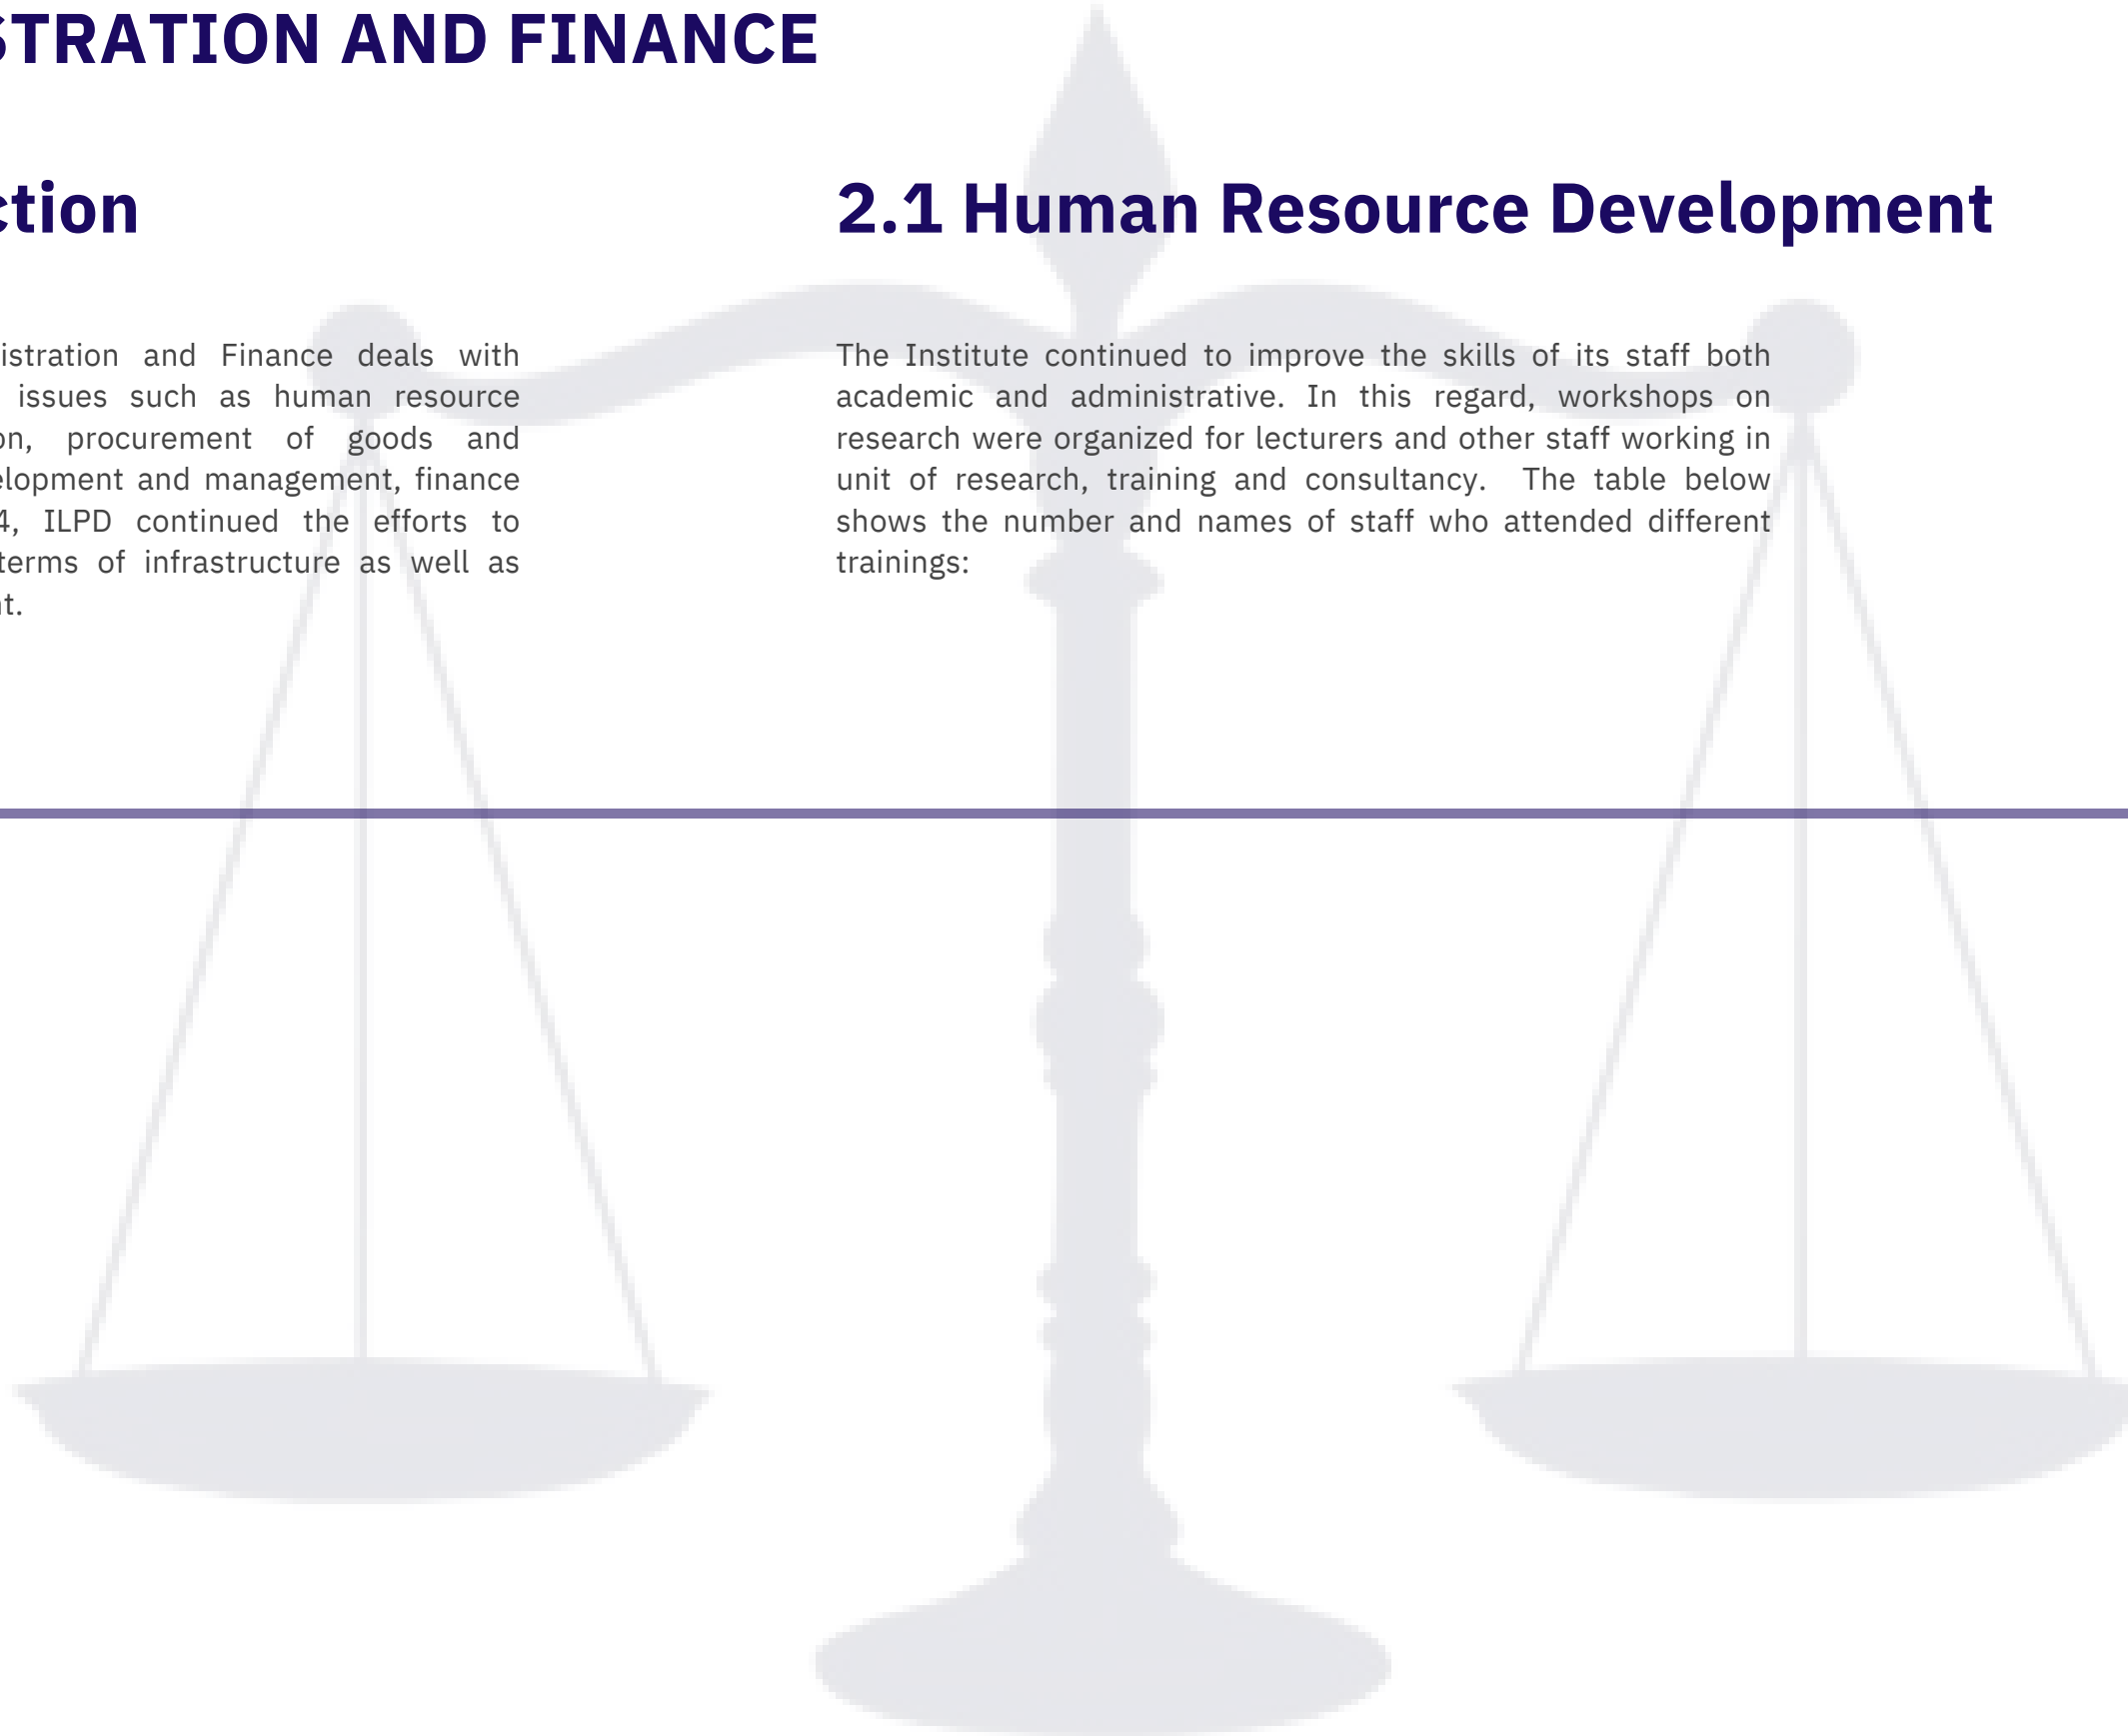 STRATION AND FINANCE
ction
istration and Finance deals with
issues such as human resource
on, procurement of goods and
elopment and management, finance
4, ILPD continued the efforts to
terms of infrastructure as well as
nt.
2.1 Human Resource Development
The Institute continued to improve the skills of its staff both
academic and administrative. In this regard, workshops on
research were organized for lecturers and other staff working in
unit of research, training and consultancy. The table below
shows the number and names of staff who attended different
trainings: